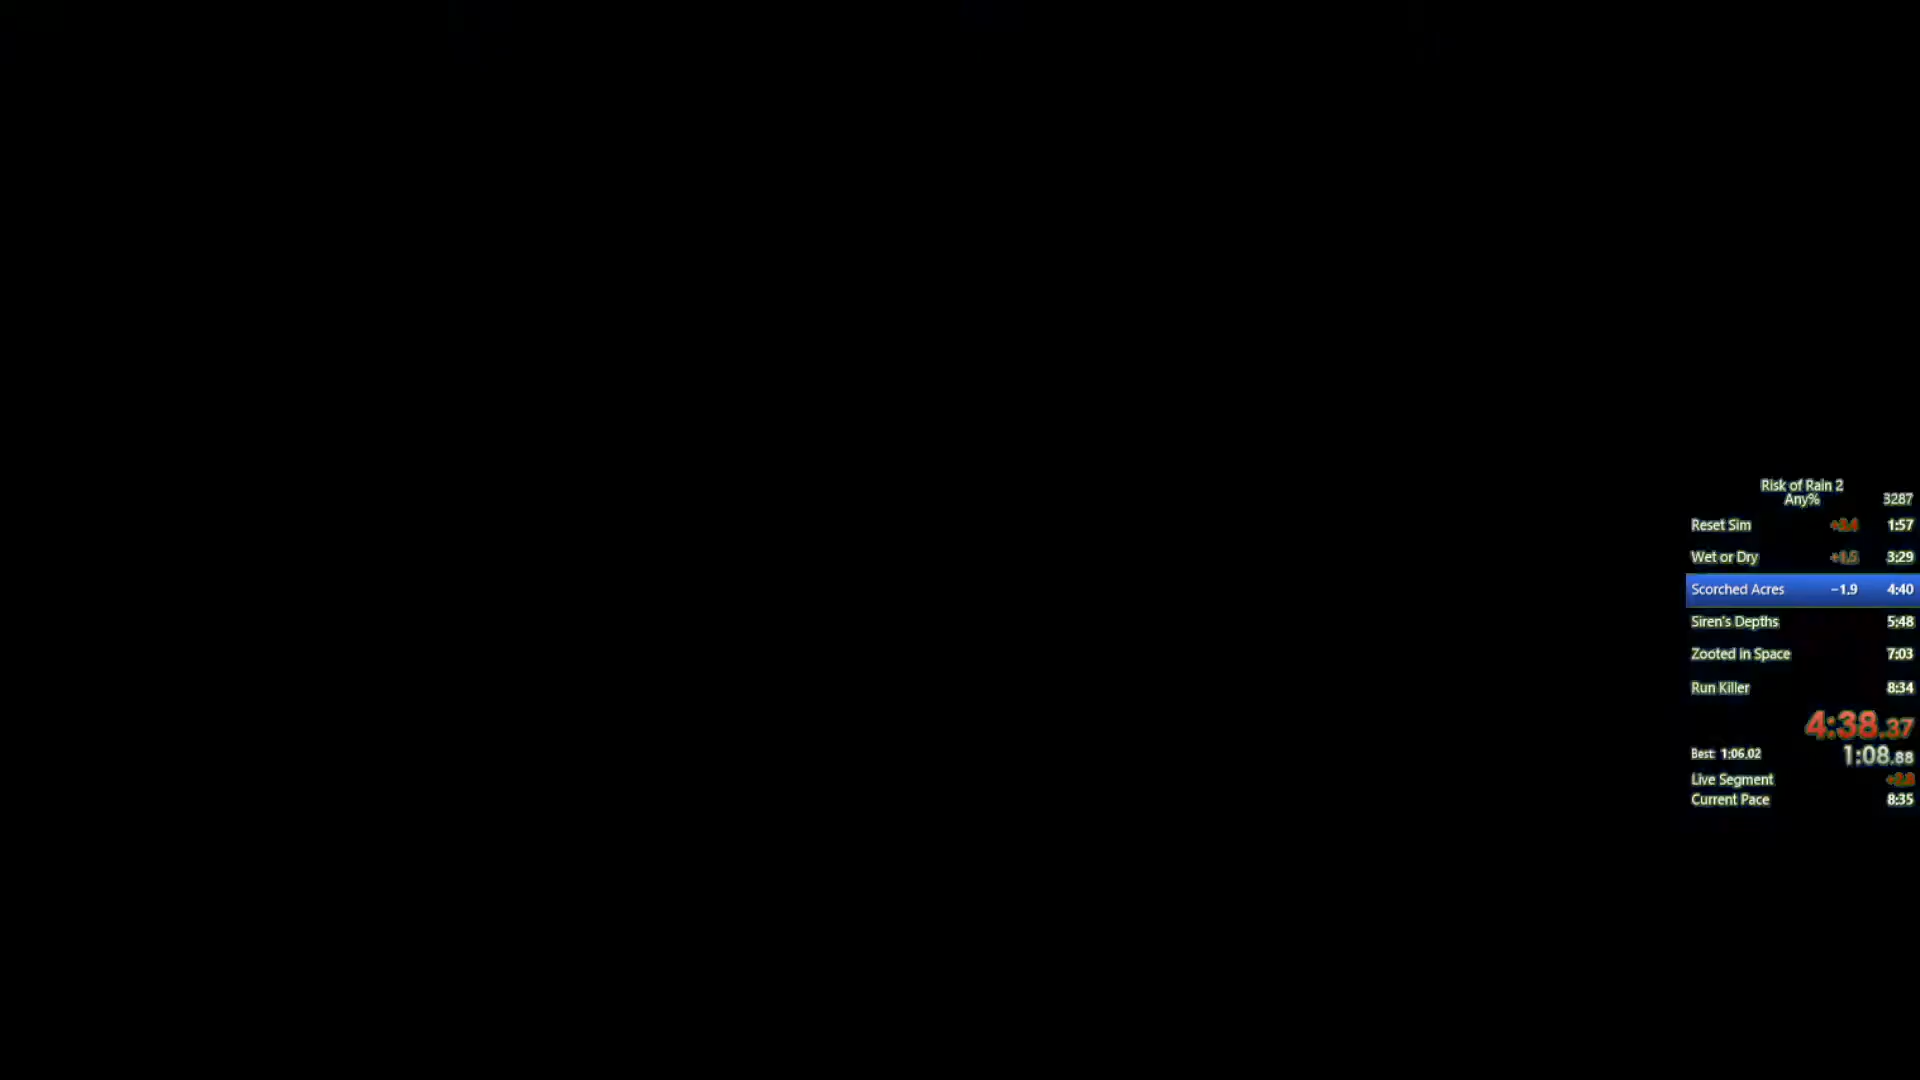 Risk of Rain 2
Any% 3287
Reset Sim 1:57
Wet or Dry +1.5 3:29
Scorched Acres −1.9 4:40
Siren's Depths 5:48
Zooted in Space 7:03
Run Killer 8:34
4:38.37
Best: 1:06.02 1:08.88
Live Segment
Current Pace 8:35